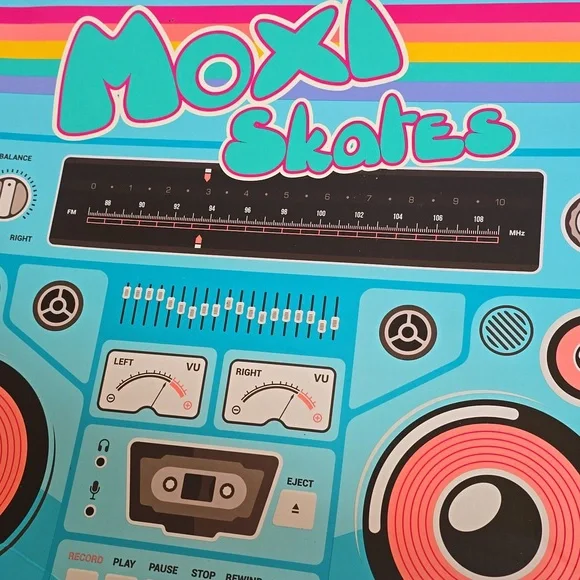 MOXI
Skates
BALANCE
RIGHT
0 1 2 3 4 5 6 7 8 9 10
FM 88 90 92 94 96 98 100 102 104 106 108 MHz
LEFT VU
RIGHT VU
EJECT
RECORD PLAY PAUSE STOP REWIND